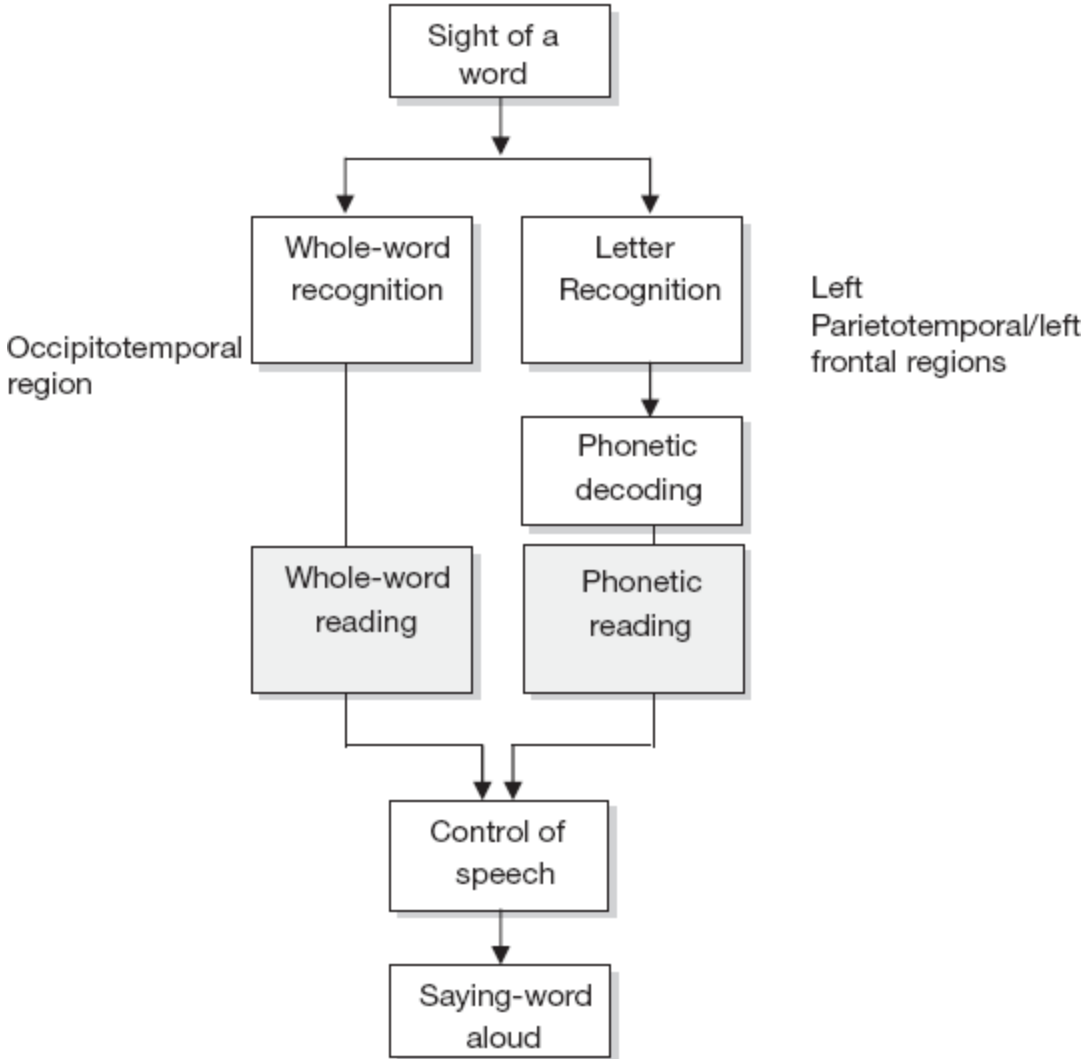 Sight of a
word
Whole-word
recognition
Letter
Recognition
Occipitotemporal
region
Left
Parietotemporal/left
frontal regions
Phonetic
decoding
Whole-word
reading
Phonetic
reading
Control of
speech
Saying-word
aloud